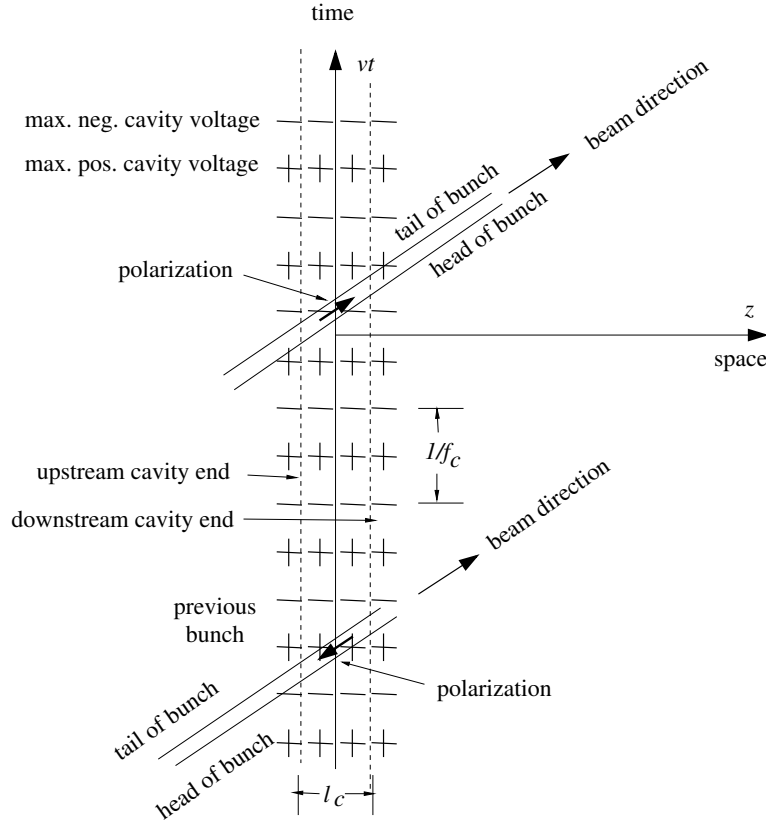 time
vt
max. neg. cavity voltage
max. pos. cavity voltage
beam direction
tail of bunch
head of bunch
polarization
z
space
1/f_c
upstream cavity end
downstream cavity end
beam direction
previous
bunch
polarization
tail of bunch
head of bunch
l_c